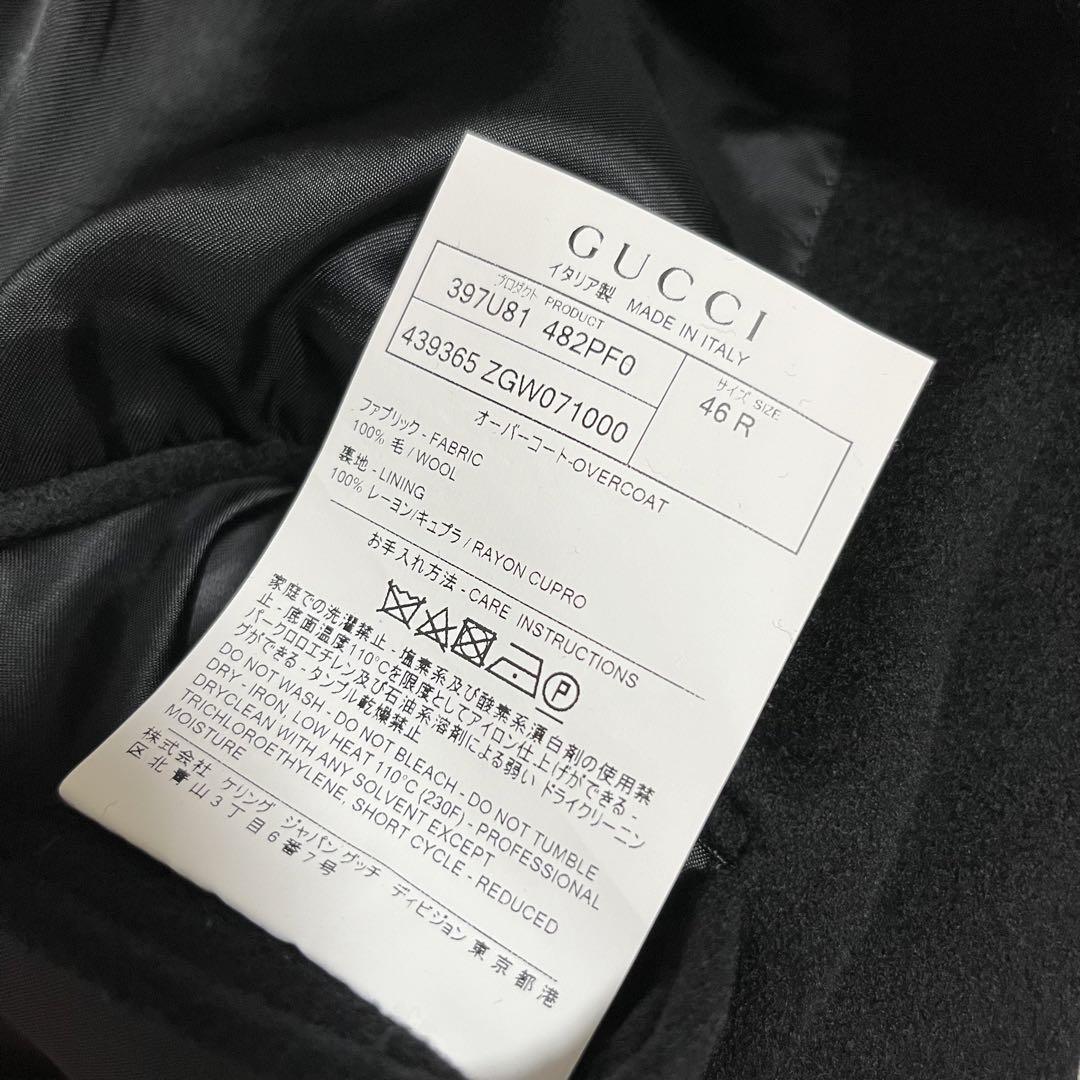 GUCCI
イタリア製 MADE IN ITALY
プロダクト PRODUCT
397U81 482PF0
439365 ZGW071000
サイズ SIZE
46 R
オーバーコート-OVERCOAT
ファブリック - FABRIC
100% 毛 / WOOL
裏地 - LINING
100% レーヨン/キュプラ / RAYON CUPRO
お手入れ方法 - CARE INSTRUCTIONS
P
家庭での洗濯禁止 - 塩素系及び酸素系漂白剤の使用禁
止 - 底面温度110℃を限度としてアイロン仕上げができる -
パークロロエチレン及び石油系溶剤による弱い ドライクリーニン
グができる - タンブル乾燥禁止
DO NOT WASH - DO NOT BLEACH - DO NOT TUMBLE
DRY - IRON, LOW HEAT 110°C (230F) - PROFESSIONAL
DRYCLEAN WITH ANY SOLVENT EXCEPT
TRICHLOROETHYLENE, SHORT CYCLE - REDUCED
MOISTURE
株式会社 ケリング ジャパン/グッチ ディビジョン 東京都港
区北青山3丁目6番7号